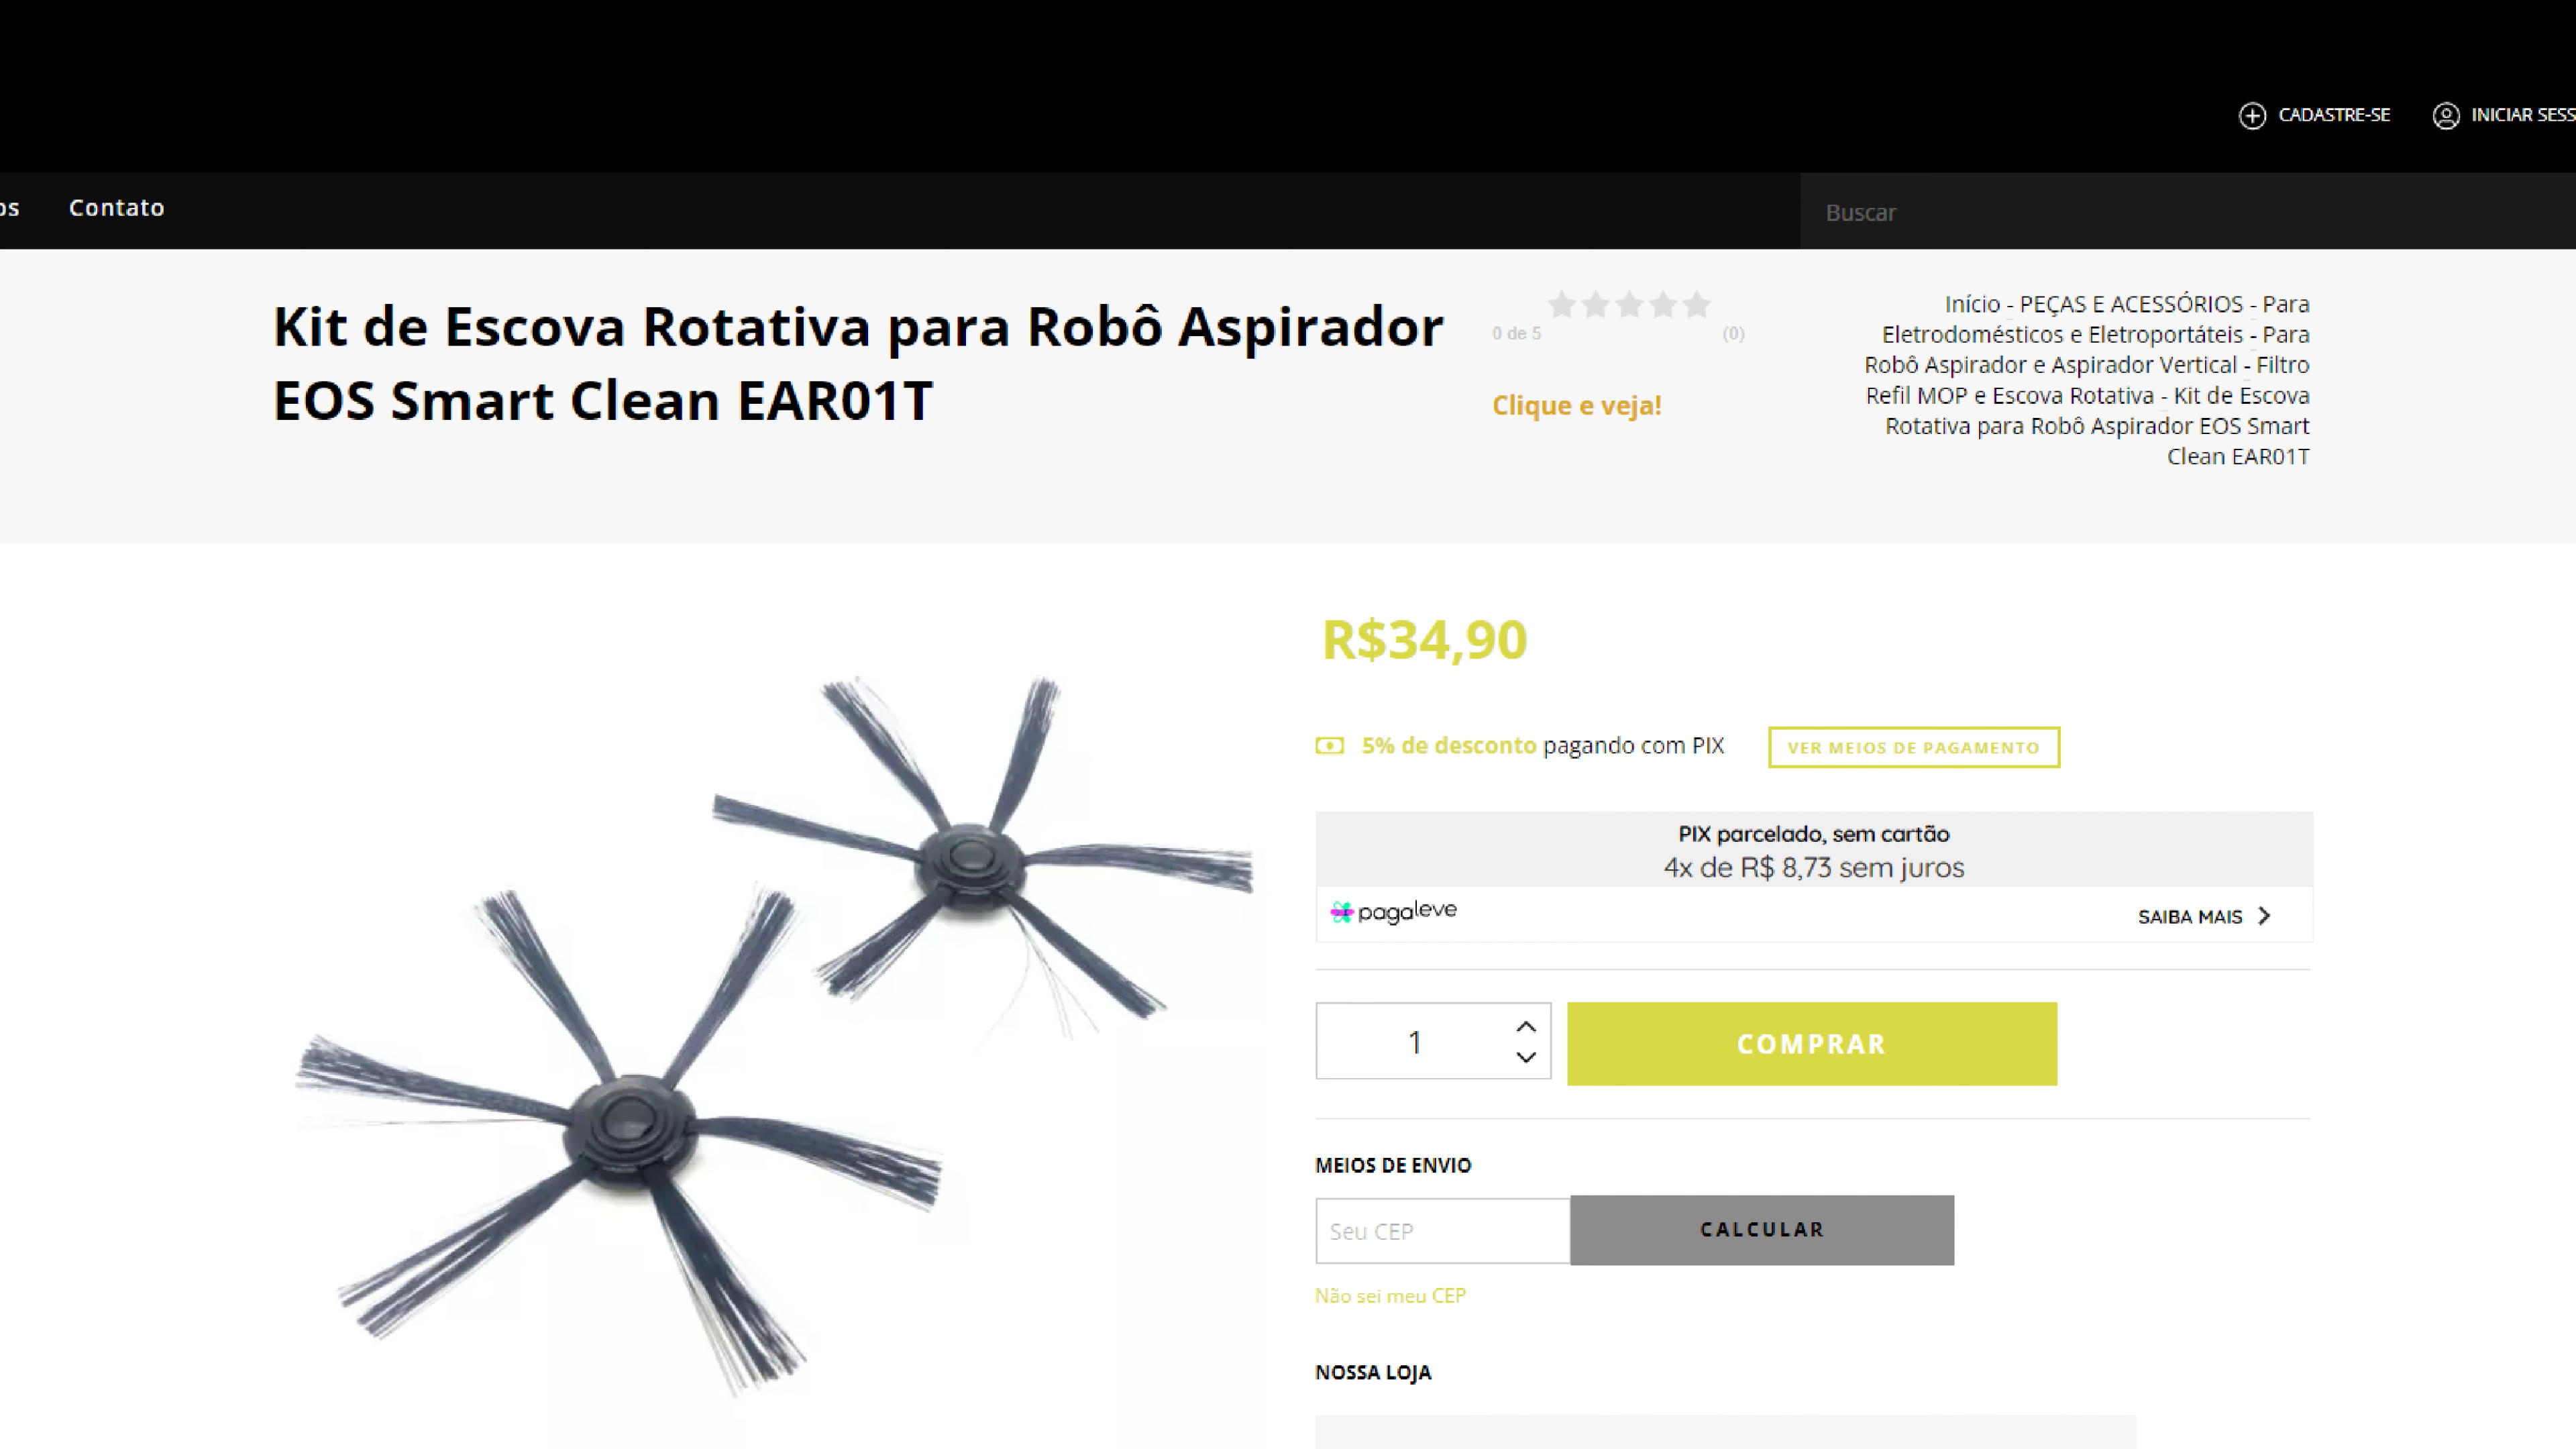 CADASTRE-SE
INICIAR SESS
os
Contato
Buscar
Kit de Escova Rotativa para Robô Aspirador
EOS Smart Clean EAR01T
0 de 5
(0)
Clique e veja!
Início - PEÇAS E ACESSÓRIOS - Para
Eletrodomésticos e Eletroportáteis - Para
Robô Aspirador e Aspirador Vertical - Filtro
Refil MOP e Escova Rotativa - Kit de Escova
Rotativa para Robô Aspirador EOS Smart
Clean EAR01T
R$34,90
5% de desconto pagando com PIX
VER MEIOS DE PAGAMENTO
PIX parcelado, sem cartão
4x de R$ 8,73 sem juros
pagaleve
SAIBA MAIS
1
COMPRAR
MEIOS DE ENVIO
Seu CEP
CALCULAR
Não sei meu CEP
NOSSA LOJA